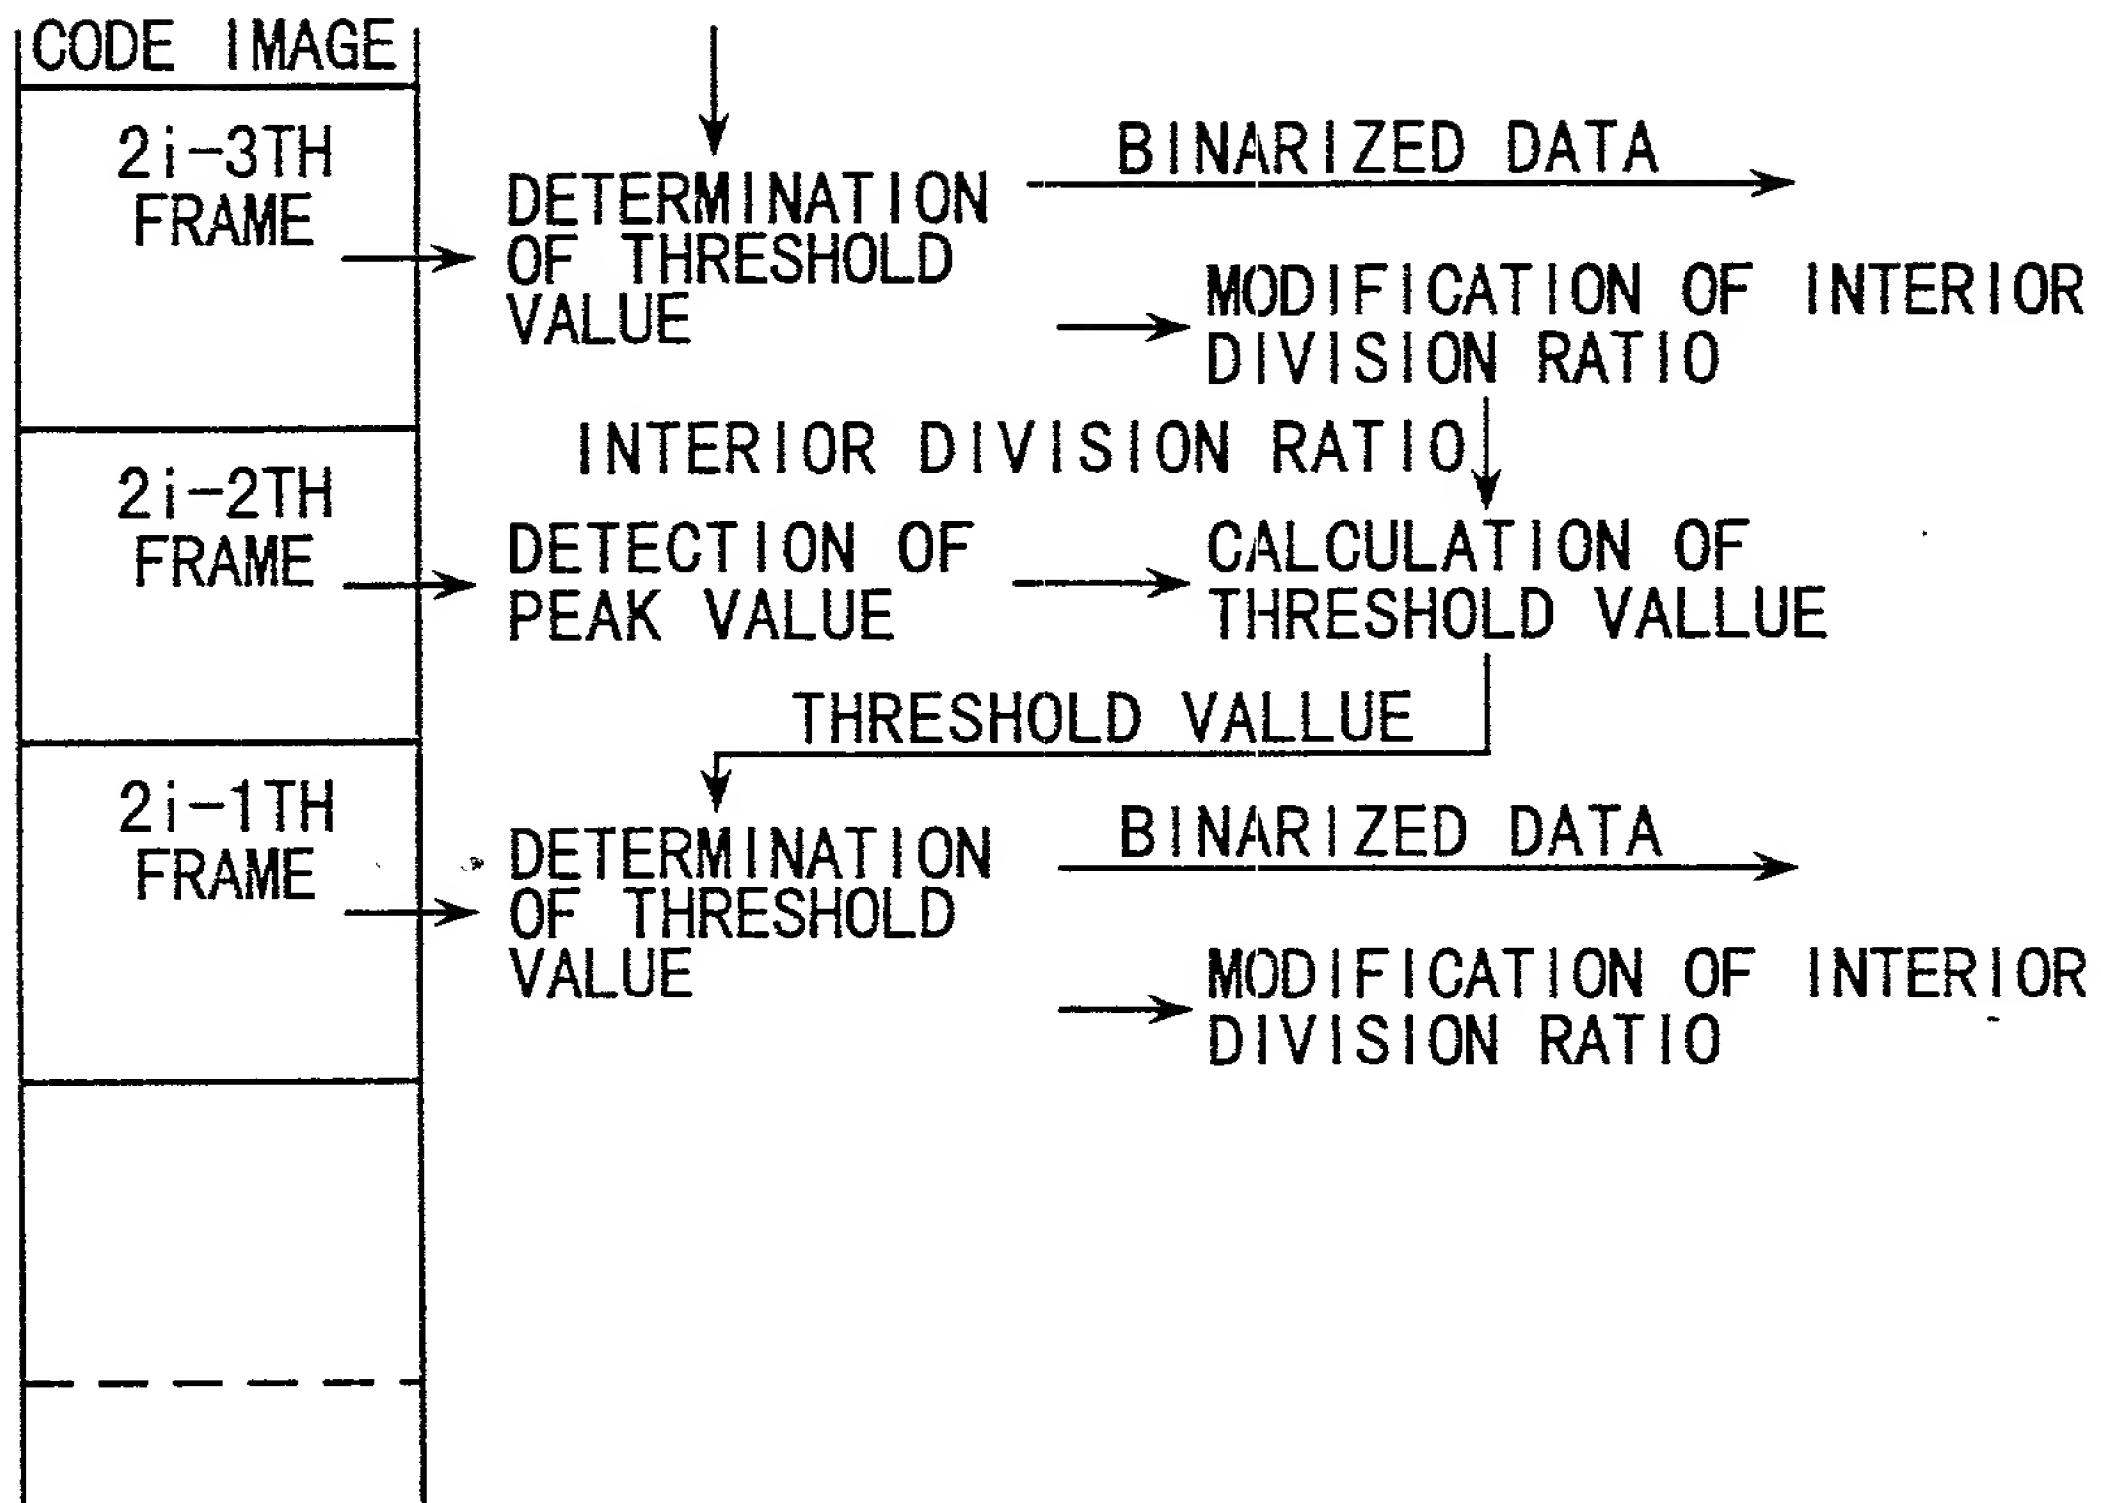 CODE IMAGE
2i-3TH
FRAME
BINARIZED DATA
DETERMINATION
OF THRESHOLD
VALUE
MODIFICATION OF INTERIOR
DIVISION RATIO
INTERIOR DIVISION RATIO
2i-2TH
FRAME
DETECTION OF
PEAK VALUE
CALCULATION OF
THRESHOLD VALLUE
THRESHOLD VALLUE
2i-1TH
FRAME
BINARIZED DATA
DETERMINATION
OF THRESHOLD
VALUE
MODIFICATION OF INTERIOR
DIVISION RATIO